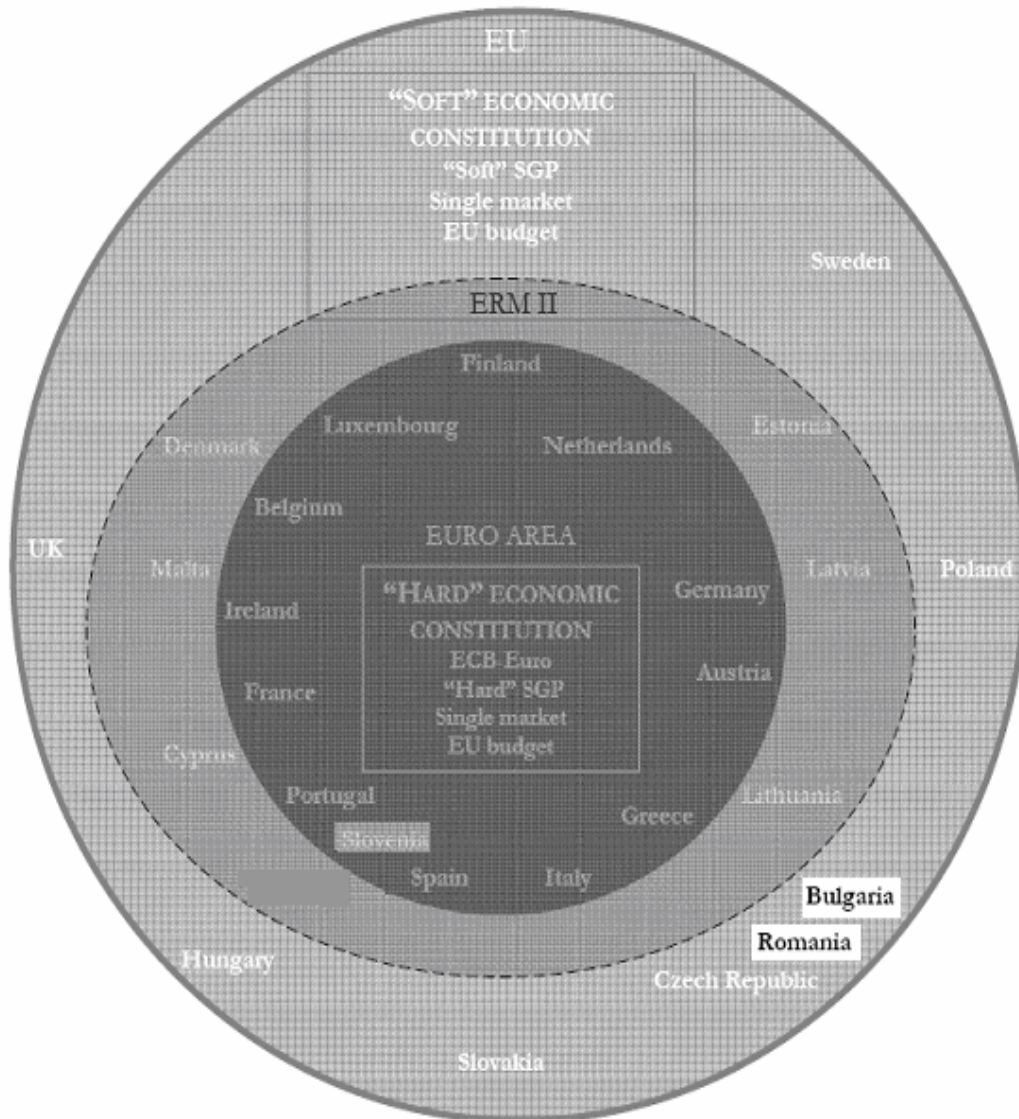 EU
“SOFT” ECONOMIC
CONSTITUTION
“Soft” SGP
Single market
EU budget
Sweden
ERM II
Finland
Luxembourg
Netherlands
Estonia
Denmark
Belgium
EURO AREA
UK
Malta
Latvia
Poland
“HARD” ECONOMIC
CONSTITUTION
ECB-Euro
“Hard” SGP
Single market
EU budget
Germany
Ireland
Austria
France
Cyprus
Portugal
Lithuania
Greece
Slovenia
Spain
Italy
Bulgaria
Romania
Hungary
Czech Republic
Slovakia